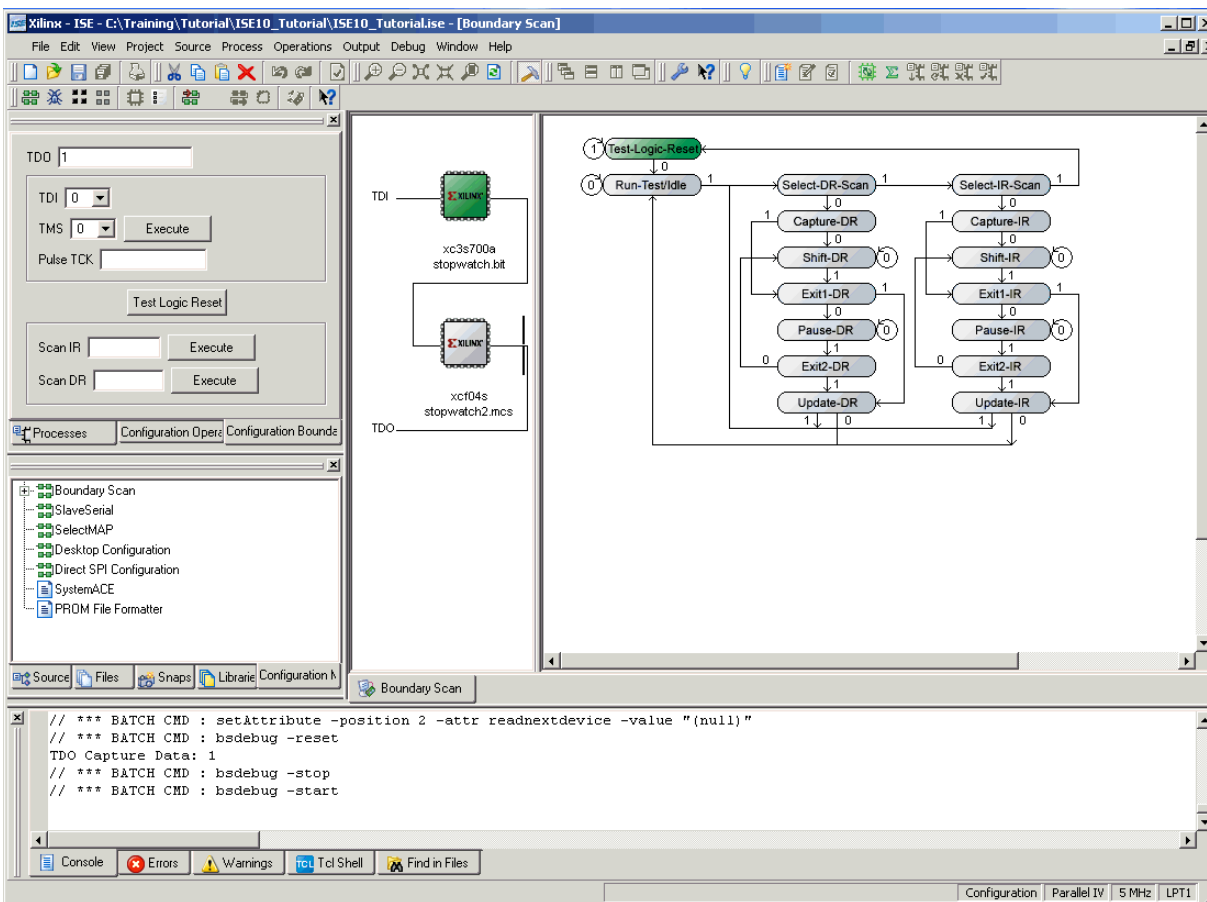 Xilinx - ISE - C:\Training\Tutorial\ISE10_Tutorial\ISE10_Tutorial.ise - [Boundary Scan]
File Edit View Project Source Process Operations Output Debug Window Help
TDO 1
TDI 0
TMS 0 Execute
Pulse TCK
Test Logic Reset
Scan IR Execute
Scan DR Execute
Processes Configuration Opera Configuration Bounda
Boundary Scan
SlaveSerial
SelectMAP
Desktop Configuration
Direct SPI Configuration
SystemACE
PROM File Formatter
Source Files Snaps Librarie Configuration M
TDI
XILINX
xc3s700a
stopwatch.bit
XILINX
xcf04s
stopwatch2.mcs
TDO
Boundary Scan
1 Test-Logic-Reset
0
0 Run-Test/Idle 1 Select-DR-Scan 1 Select-IR-Scan 1
0 0
1 Capture-DR 1 Capture-IR
0 0
Shift-DR 0 Shift-IR 0
1 1
Exit1-DR 1 Exit1-IR 1
0 0
Pause-DR 0 Pause-IR 0
1 1
0 Exit2-DR 0 Exit2-IR
1 1
Update-DR Update-IR
1 0 1 0
// *** BATCH CMD : setAttribute -position 2 -attr readnextdevice -value "(null)"
// *** BATCH CMD : bsdebug -reset
TDO Capture Data: 1
// *** BATCH CMD : bsdebug -stop
// *** BATCH CMD : bsdebug -start
Console Errors Warnings TCL Tcl Shell Find in Files
Configuration Parallel IV 5 MHz LPT1